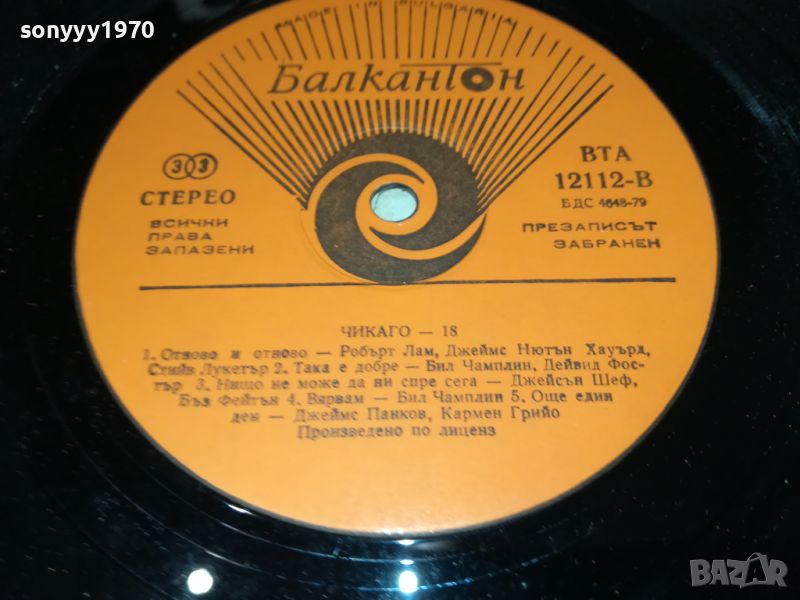 sonyyy1970
MADE IN BULGARIA
Балкантон
33
СТЕРЕО
ВСИЧКИ
ПРАВА
ЗАПАЗЕНИ
ВТА
12112-В
БДС 4648-79
ПРЕЗАПИСЪТ
ЗАБРАНЕН
ЧИКАГО — 18
1. Отново и отново — Робърт Лам, Джеймс Нютън Хауърд,
Стийв Лукетър 2. Така е добре — Бил Чамплин, Дейвид Фос-
тър 3. Нищо не може да ни спре сега — Джейсън Шеф,
Бъз Фейтън 4. Вярвам — Бил Чамплин 5. Още един
ден — Джеймс Панков, Кармен Грийо
Произведено по лиценз
BAZAR